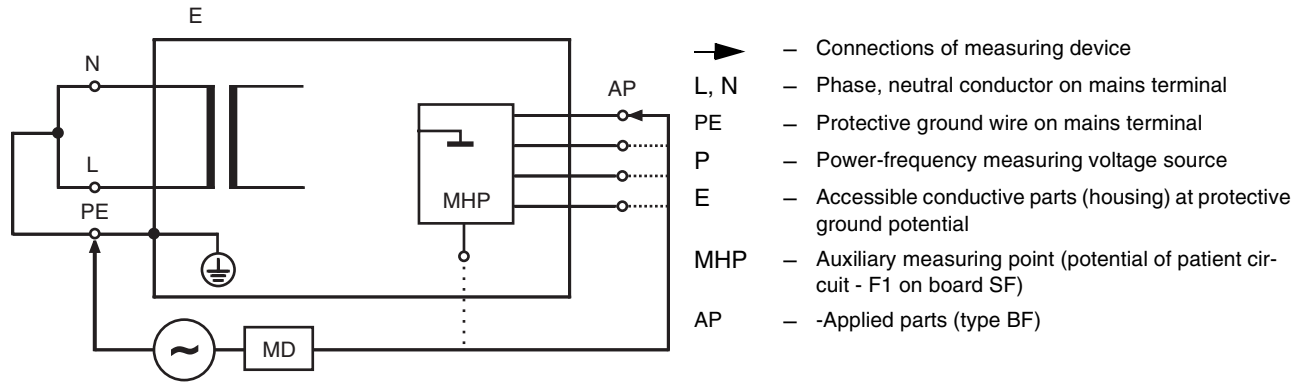 E
N
L
PE
AP
MHP
~
MD
– Connections of measuring device
L, N – Phase, neutral conductor on mains terminal
PE – Protective ground wire on mains terminal
P – Power-frequency measuring voltage source
E – Accessible conductive parts (housing) at protective
ground potential
MHP – Auxiliary measuring point (potential of patient cir-
cuit - F1 on board SF)
AP – -Applied parts (type BF)